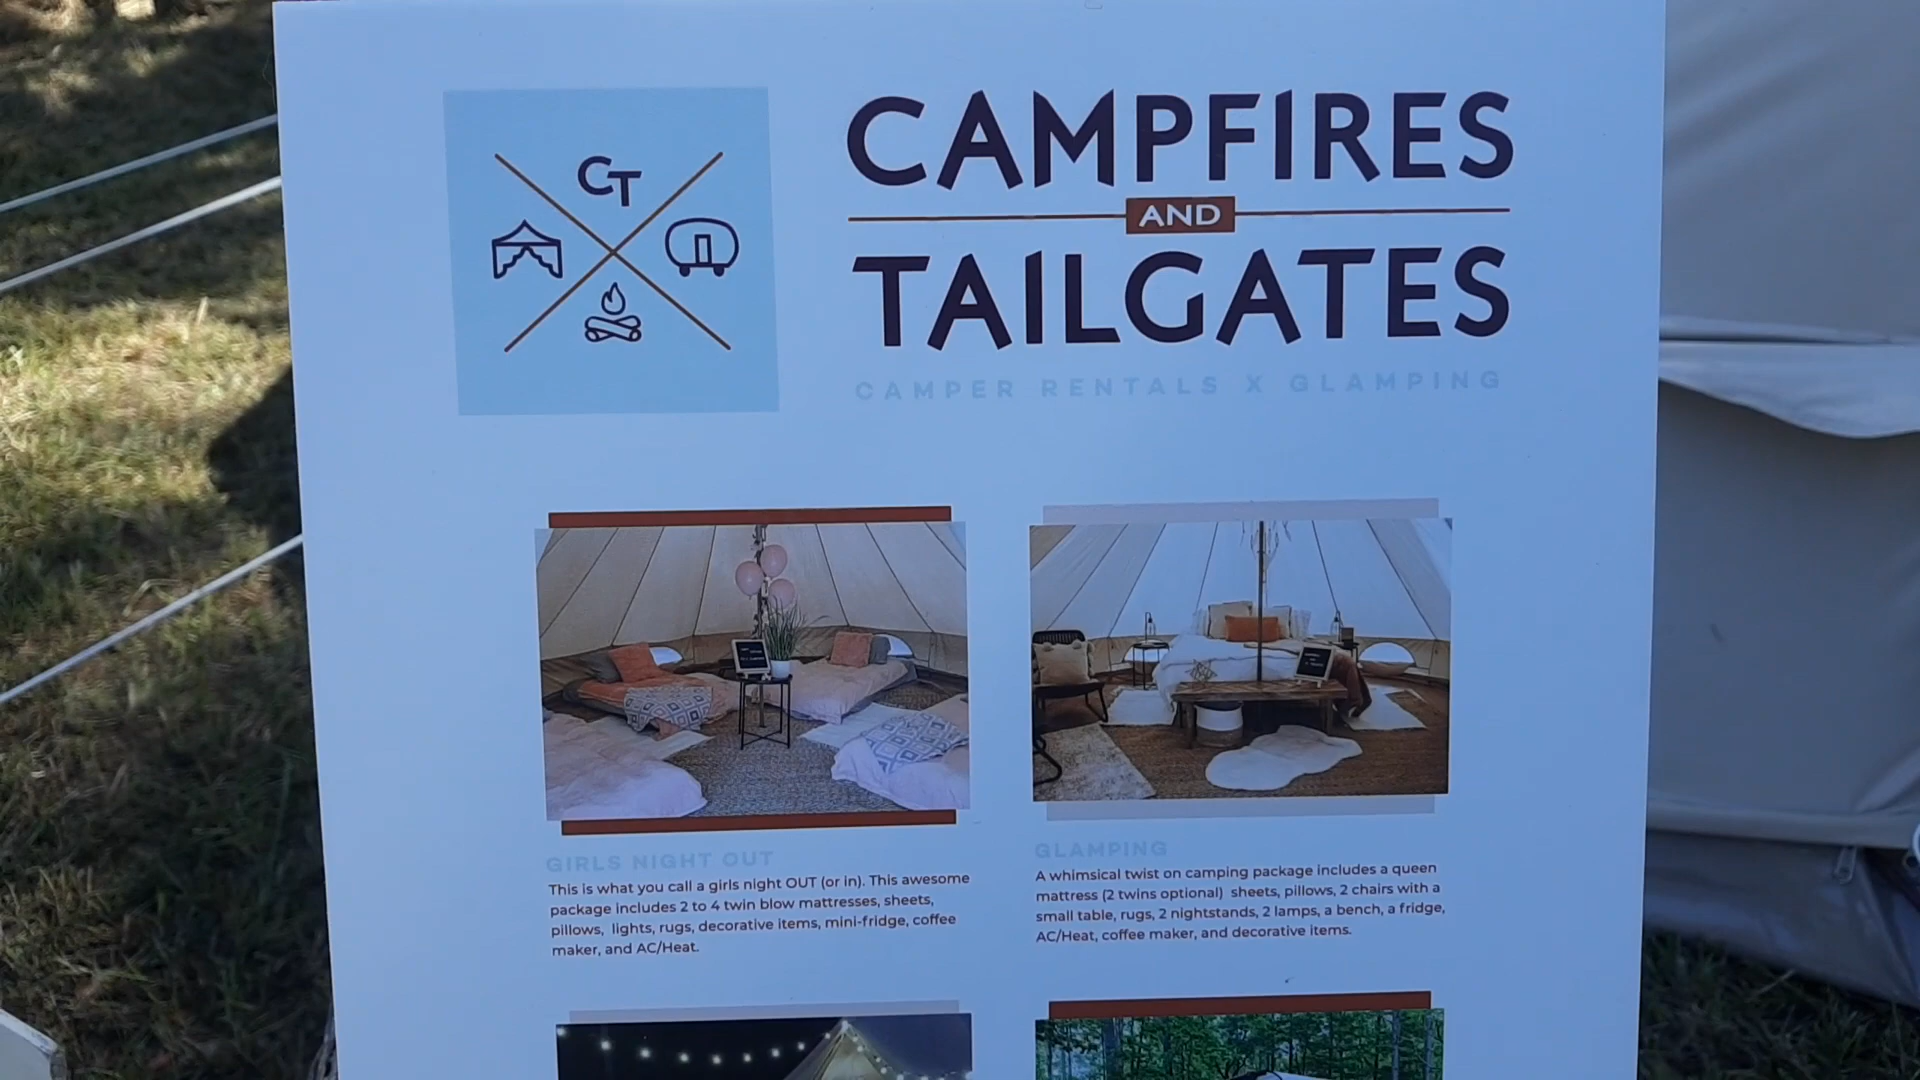 CT
CAMPFIRES
AND
TAILGATES
CAMPER RENTALS X GLAMPING
GIRLS NIGHT OUT
This is what you call a girls night OUT (or in). This awesome
package includes 2 to 4 twin blow mattresses, sheets,
pillows, lights, rugs, decorative items, mini-fridge, coffee
maker, and AC/Heat.
GLAMPING
A whimsical twist on camping package includes a queen
mattress (2 twins optional) sheets, pillows, 2 chairs with a
small table, rugs, 2 nightstands, 2 lamps, a bench, a fridge,
AC/Heat, coffee maker, and decorative items.